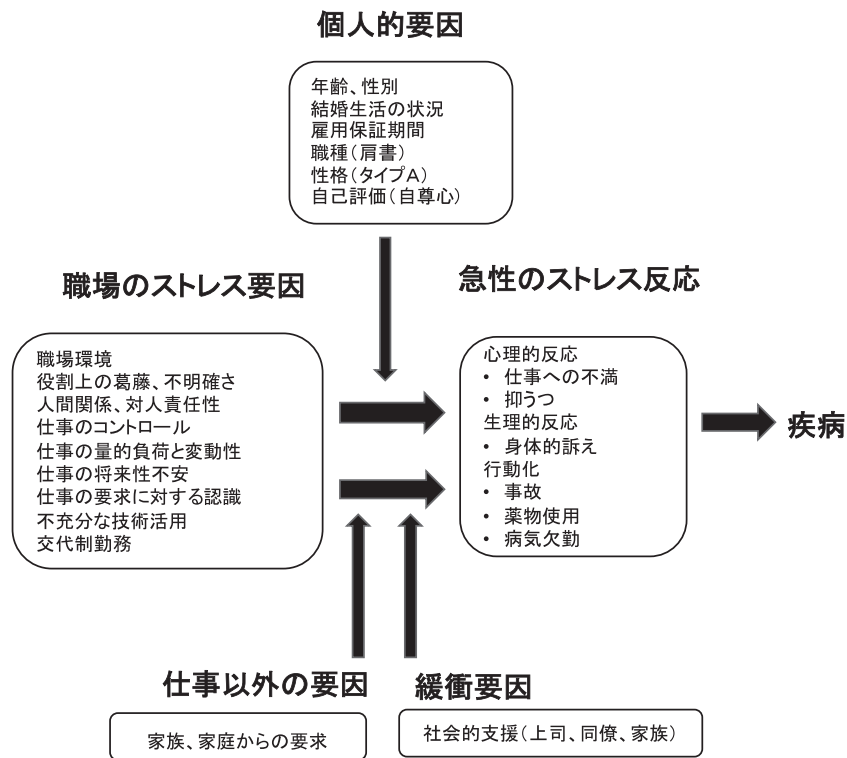 個人的要因
年齢、性別
結婚生活の状況
雇用保証期間
職種(肩書)
性格(タイプA)
自己評価(自尊心)
職場のストレス要因
職場環境
役割上の葛藤、不明確さ
人間関係、対人責任性
仕事のコントロール
仕事の量的負荷と変動性
仕事の将来性不安
仕事の要求に対する認識
不充分な技術活用
交代制勤務
急性のストレス反応
心理的反応
• 仕事への不満
• 抑うつ
生理的反応
• 身体的訴え
行動化
• 事故
• 薬物使用
• 病気欠勤
疾病
仕事以外の要因
家族、家庭からの要求
緩衝要因
社会的支援(上司、同僚、家族)